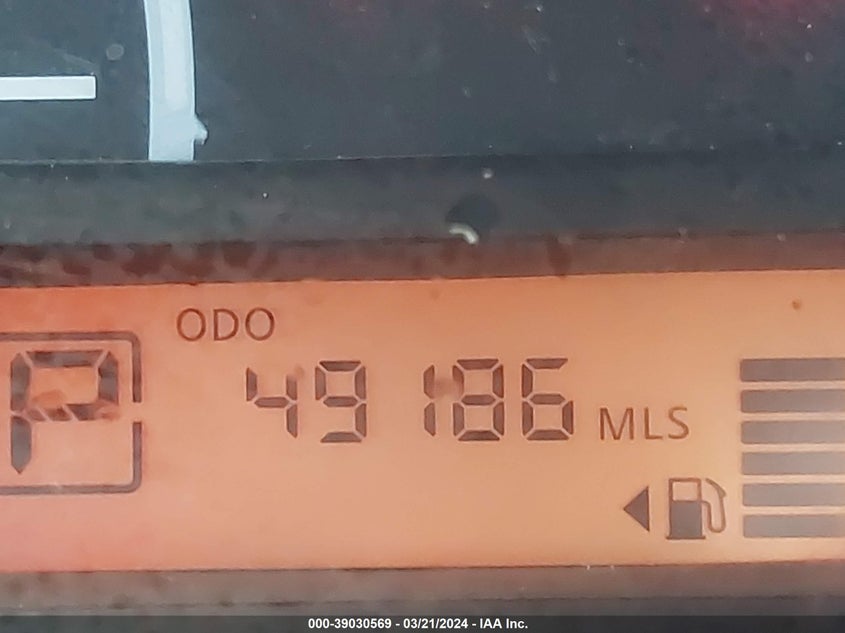 ODO
P
49186 MLS
000-39030569 - 03/21/2024 - IAA Inc.